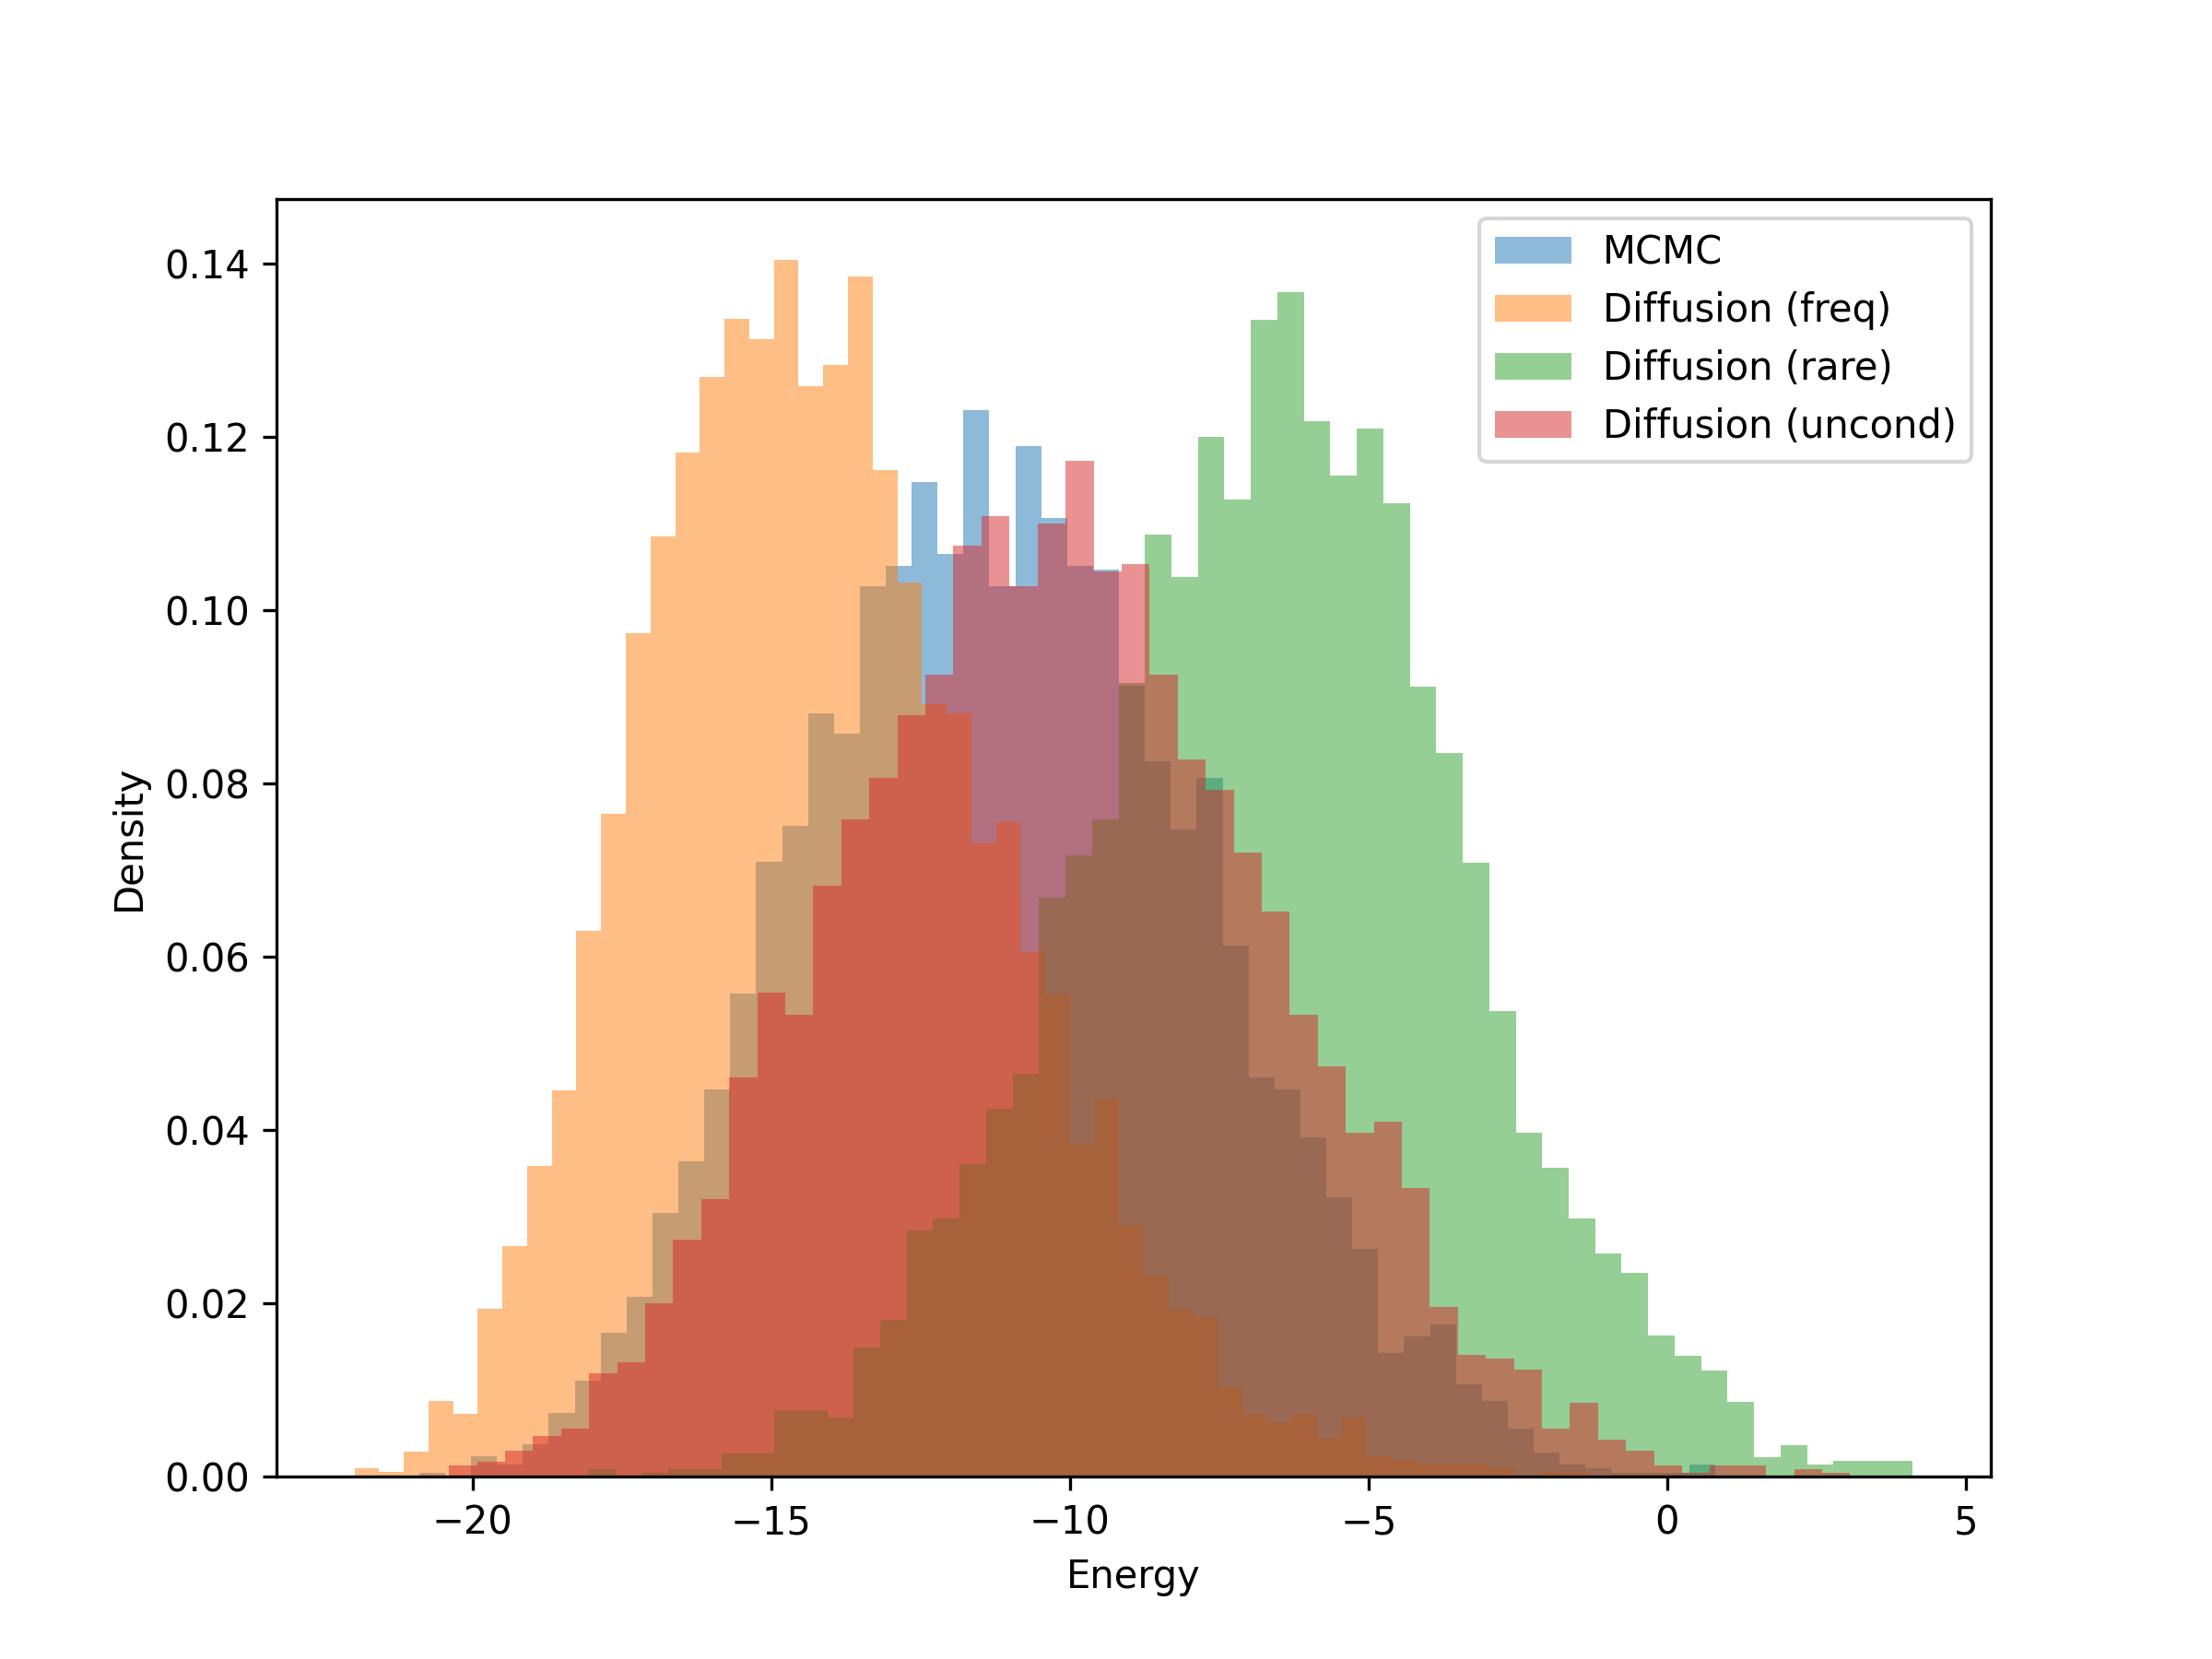 MCMC
Diffusion (freq)
Diffusion (rare)
Diffusion (uncond)
0.14
0.12
0.10
0.08
0.06
0.04
0.02
0.00
Density
−20 −15 −10 −5 0 5
Energy